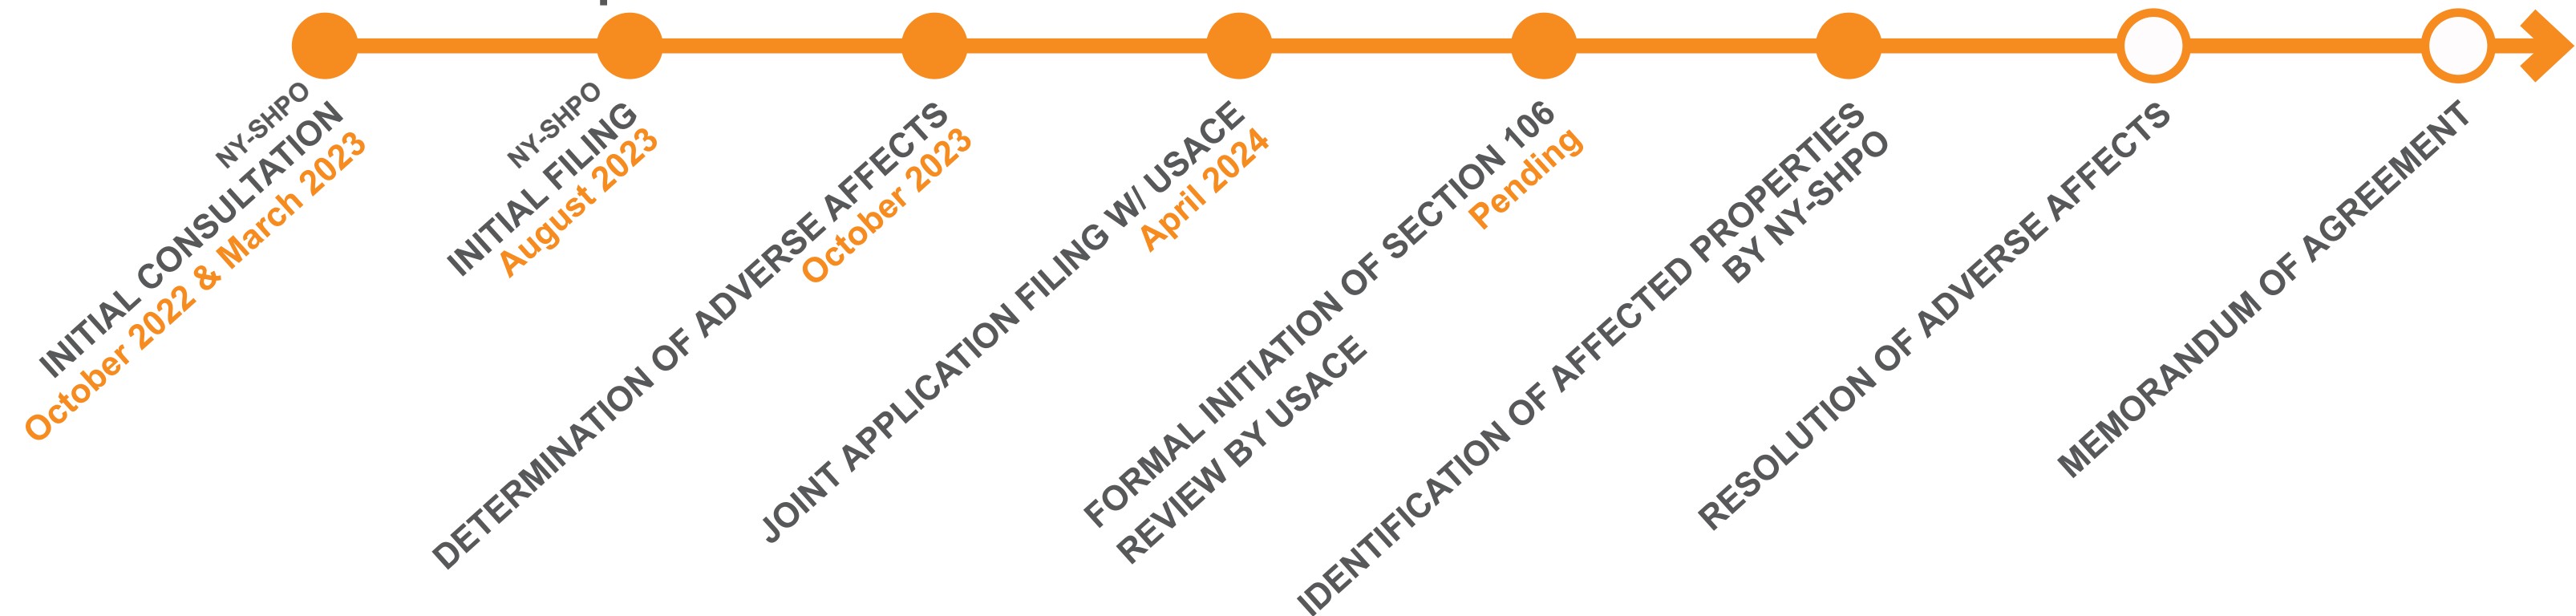 NY-SHPO
INITIAL CONSULTATION
October 2022 & March 2023
NY-SHPO
INITIAL FILING
August 2023
DETERMINATION OF ADVERSE AFFECTS
October 2023
JOINT APPLICATION FILING W/ USACE
April 2024
FORMAL INITIATION OF SECTION 106
REVIEW BY USACE
Pending
IDENTIFICATION OF AFFECTED PROPERTIES
BY NY-SHPO
RESOLUTION OF ADVERSE AFFECTS
MEMORANDUM OF AGREEMENT